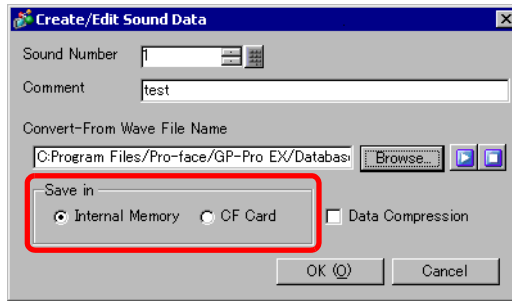 Create/Edit Sound Data
Sound Number 1
Comment test
Convert-From Wave File Name
C:Program Files/Pro-face/GP-Pro EX/Databas Browse...
Save in
Internal Memory CF Card Data Compression
OK (O) Cancel